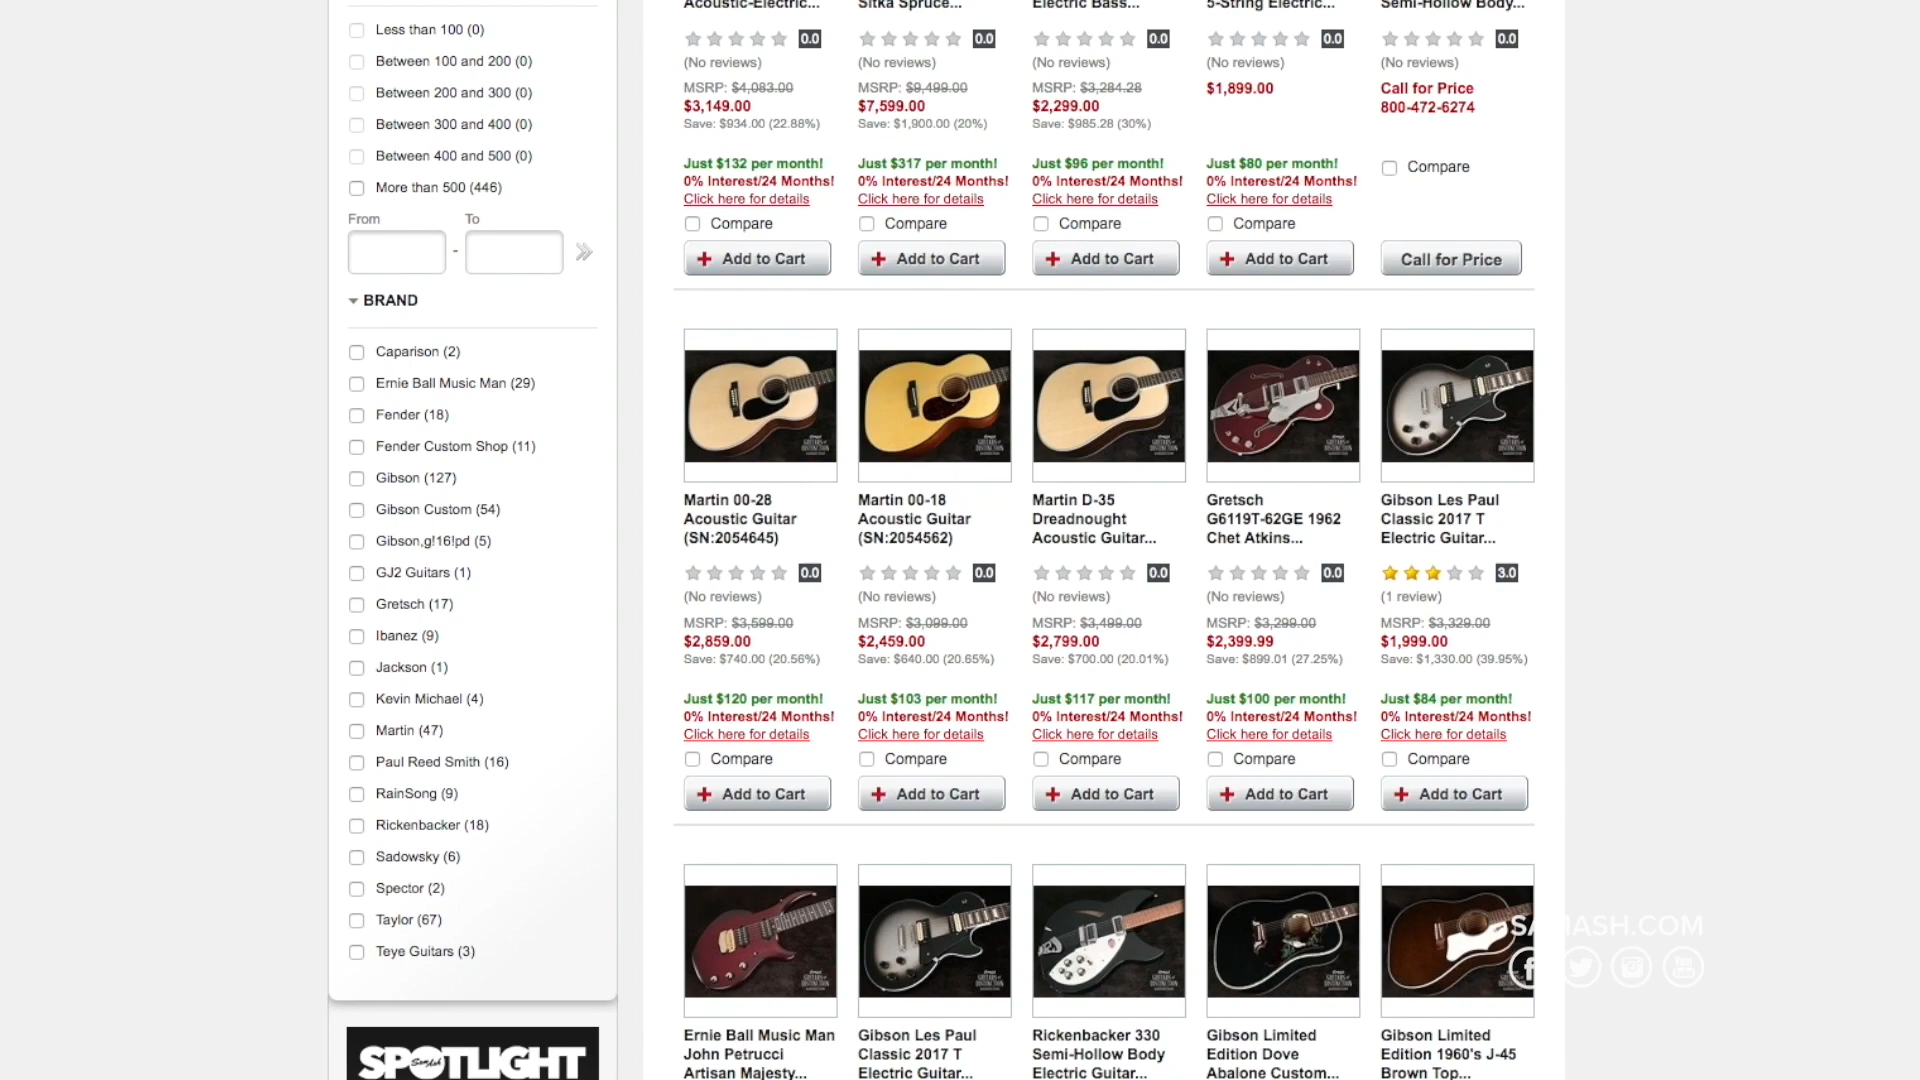 Less than 100 (0)
Between 100 and 200 (0)
Between 200 and 300 (0)
Between 300 and 400 (0)
Between 400 and 500 (0)
More than 500 (446)
From To
-
BRAND
Caparison (2)
Ernie Ball Music Man (29)
Fender (18)
Fender Custom Shop (11)
Gibson (127)
Gibson Custom (54)
Gibson,g!16!pd (5)
GJ2 Guitars (1)
Gretsch (17)
Ibanez (9)
Jackson (1)
Kevin Michael (4)
Martin (47)
Paul Reed Smith (16)
RainSong (9)
Rickenbacker (18)
Sadowsky (6)
Spector (2)
Taylor (67)
Teye Guitars (3)
SPOTLIGHT
Acoustic-Electric...
0.0
(No reviews)
MSRP: $4,083.00
$3,149.00
Save: $934.00 (22.88%)
Just $132 per month!
0% Interest/24 Months!
Click here for details
Compare
Add to Cart
Sitka Spruce...
0.0
(No reviews)
MSRP: $9,499.00
$7,599.00
Save: $1,900.00 (20%)
Just $317 per month!
0% Interest/24 Months!
Click here for details
Compare
Add to Cart
Electric Bass...
0.0
(No reviews)
MSRP: $3,284.28
$2,299.00
Save: $985.28 (30%)
Just $96 per month!
0% Interest/24 Months!
Click here for details
Compare
Add to Cart
5-String Electric...
0.0
(No reviews)
$1,899.00
Just $80 per month!
0% Interest/24 Months!
Click here for details
Compare
Add to Cart
Semi-Hollow Body...
0.0
(No reviews)
Call for Price
800-472-6274
Compare
Call for Price
Martin 00-28
Acoustic Guitar
(SN:2054645)
0.0
(No reviews)
MSRP: $3,599.00
$2,859.00
Save: $740.00 (20.56%)
Just $120 per month!
0% Interest/24 Months!
Click here for details
Compare
Add to Cart
Martin 00-18
Acoustic Guitar
(SN:2054562)
0.0
(No reviews)
MSRP: $3,099.00
$2,459.00
Save: $640.00 (20.65%)
Just $103 per month!
0% Interest/24 Months!
Click here for details
Compare
Add to Cart
Martin D-35
Dreadnought
Acoustic Guitar...
0.0
(No reviews)
MSRP: $3,499.00
$2,799.00
Save: $700.00 (20.01%)
Just $117 per month!
0% Interest/24 Months!
Click here for details
Compare
Add to Cart
Gretsch
G6119T-62GE 1962
Chet Atkins...
0.0
(No reviews)
MSRP: $3,299.00
$2,399.99
Save: $899.01 (27.25%)
Just $100 per month!
0% Interest/24 Months!
Click here for details
Compare
Add to Cart
Gibson Les Paul
Classic 2017 T
Electric Guitar...
3.0
(1 review)
MSRP: $3,329.00
$1,999.00
Save: $1,330.00 (39.95%)
Just $84 per month!
0% Interest/24 Months!
Click here for details
Compare
Add to Cart
Ernie Ball Music Man
John Petrucci
Artisan Majesty...
Gibson Les Paul
Classic 2017 T
Electric Guitar...
Rickenbacker 330
Semi-Hollow Body
Electric Guitar...
Gibson Limited
Edition Dove
Abalone Custom...
Gibson Limited
Edition 1960's J-45
Brown Top...
SAMASH.COM